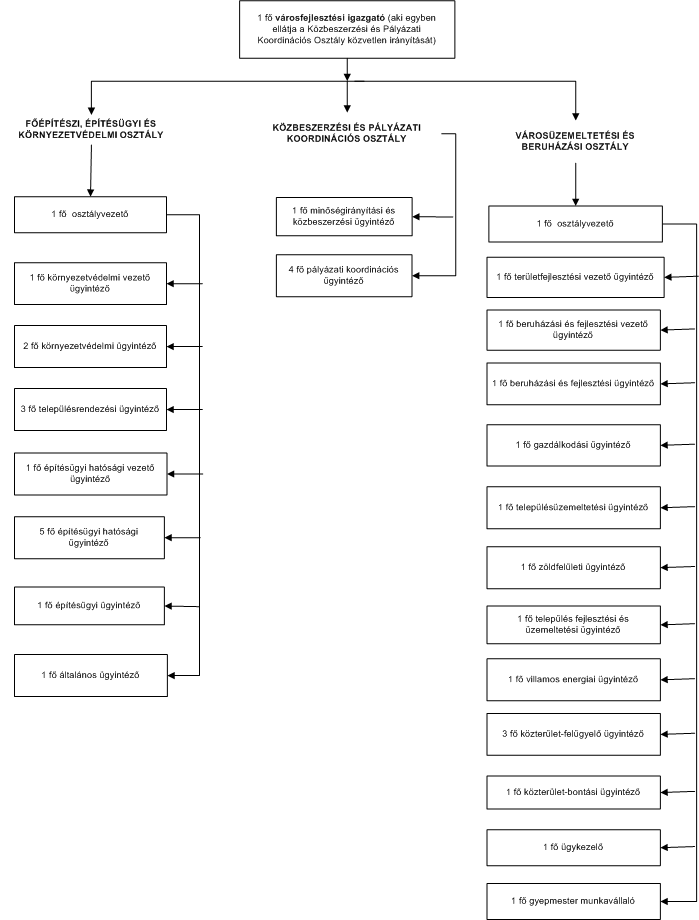 1 fő városfejlesztési igazgató (aki egyben
ellátja a Közbeszerzési és Pályázati
Koordinációs Osztály közvetlen irányítását)
FŐÉPÍTÉSZI, ÉPÍTÉSÜGYI ÉS
KÖRNYEZETVÉDELMI OSZTÁLY
1 fő osztályvezető
1 fő környezetvédelmi vezető
ügyintéző
2 fő környezetvédelmi ügyintéző
3 fő településrendezési ügyintéző
1 fő építésügyi hatósági vezető
ügyintéző
5 fő építésügyi hatósági
ügyintéző
1 fő építésügyi ügyintéző
1 fő általános ügyintéző
KÖZBESZERZÉSI ÉS PÁLYÁZATI
KOORDINÁCIÓS OSZTÁLY
1 fő minőségirányítási és
közbeszerzési ügyintéző
4 fő pályázati koordinációs
ügyintéző
VÁROSÜZEMELTETÉSI ÉS
BERUHÁZÁSI OSZTÁLY
1 fő osztályvezető
1 fő területfejlesztési vezető ügyintéző
1 fő beruházási és fejlesztési vezető
ügyintéző
1 fő beruházási és fejlesztési ügyintéző
1 fő gazdálkodási ügyintéző
1 fő településüzemeltetési ügyintéző
1 fő zöldfelületi ügyintéző
1 fő település fejlesztési és
üzemeltetési ügyintéző
1 fő villamos energiai ügyintéző
3 fő közterület-felügyelő ügyintéző
1 fő közterület-bontási ügyintéző
1 fő ügykezelő
1 fő gyepmester munkavállaló